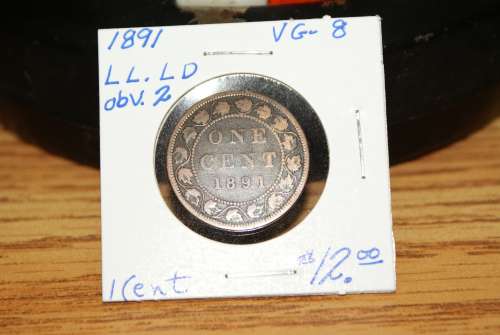 1891 VG-8
LL. LD
obv. 2
ONE
CENT
1891
1 Cent 12.00